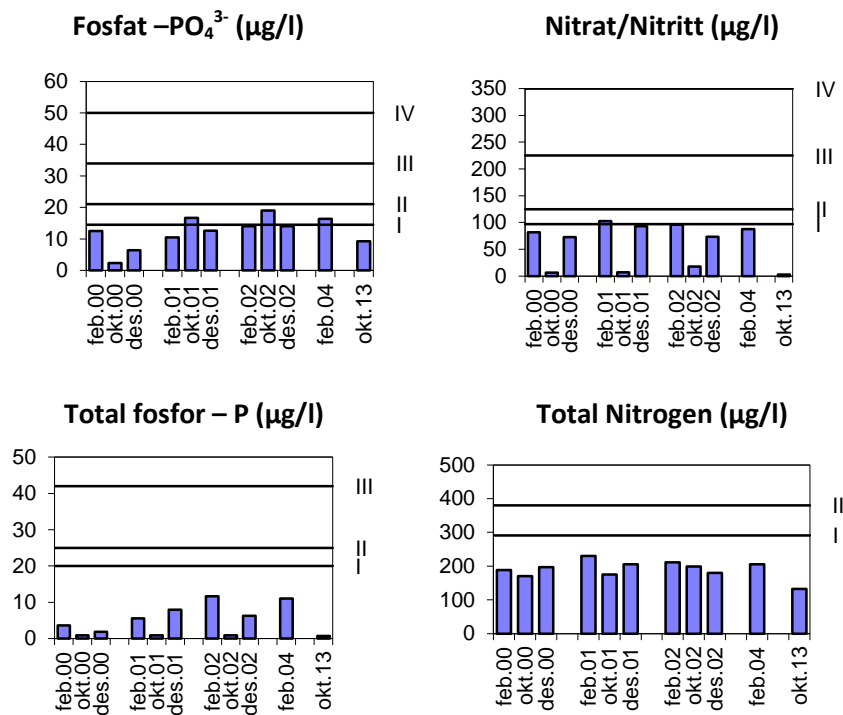 Fosfat –PO₄³⁻ (µg/l)
60
50
40
30
20
10
0
IV
III
II
I
feb.00
okt.00
des.00
feb.01
okt.01
des.01
feb.02
okt.02
des.02
feb.04
okt.13
Nitrat/Nitritt (µg/l)
350
300
250
200
150
100
50
0
IV
III
II
I
feb.00
okt.00
des.00
feb.01
okt.01
des.01
feb.02
okt.02
des.02
feb.04
okt.13
Total fosfor – P (µg/l)
50
40
30
20
10
0
III
II
I
feb.00
okt.00
des.00
feb.01
okt.01
des.01
feb.02
okt.02
des.02
feb.04
okt.13
Total Nitrogen (µg/l)
500
400
300
200
100
0
II
I
feb.00
okt.00
des.00
feb.01
okt.01
des.01
feb.02
okt.02
des.02
feb.04
okt.13